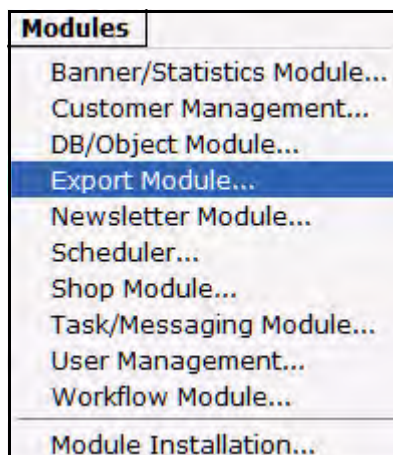 Modules
Banner/Statistics Module...
Customer Management...
DB/Object Module...
Export Module...
Newsletter Module...
Scheduler...
Shop Module...
Task/Messaging Module...
User Management...
Workflow Module...
Module Installation...